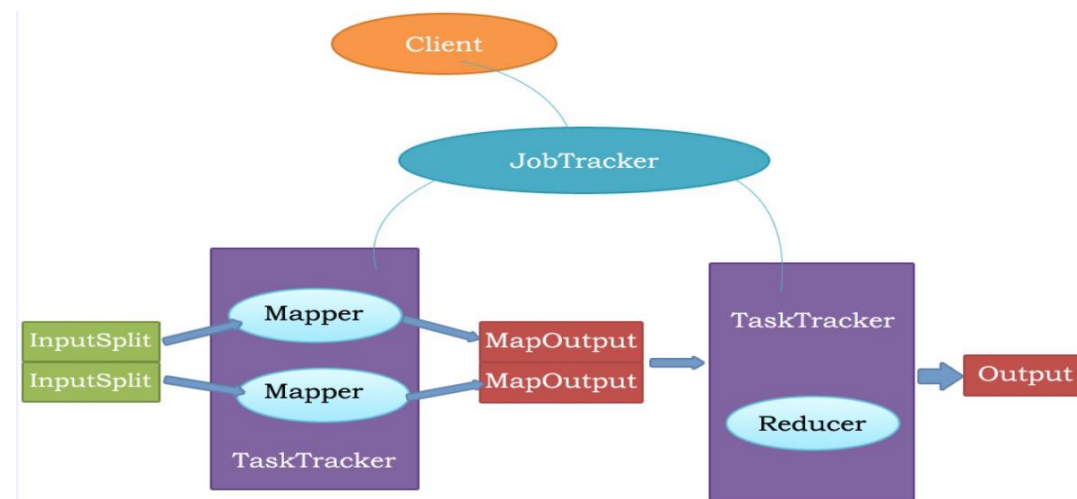 Client
JobTracker
InputSplit
InputSplit
Mapper
Mapper
TaskTracker
MapOutput
MapOutput
TaskTracker
Reducer
Output